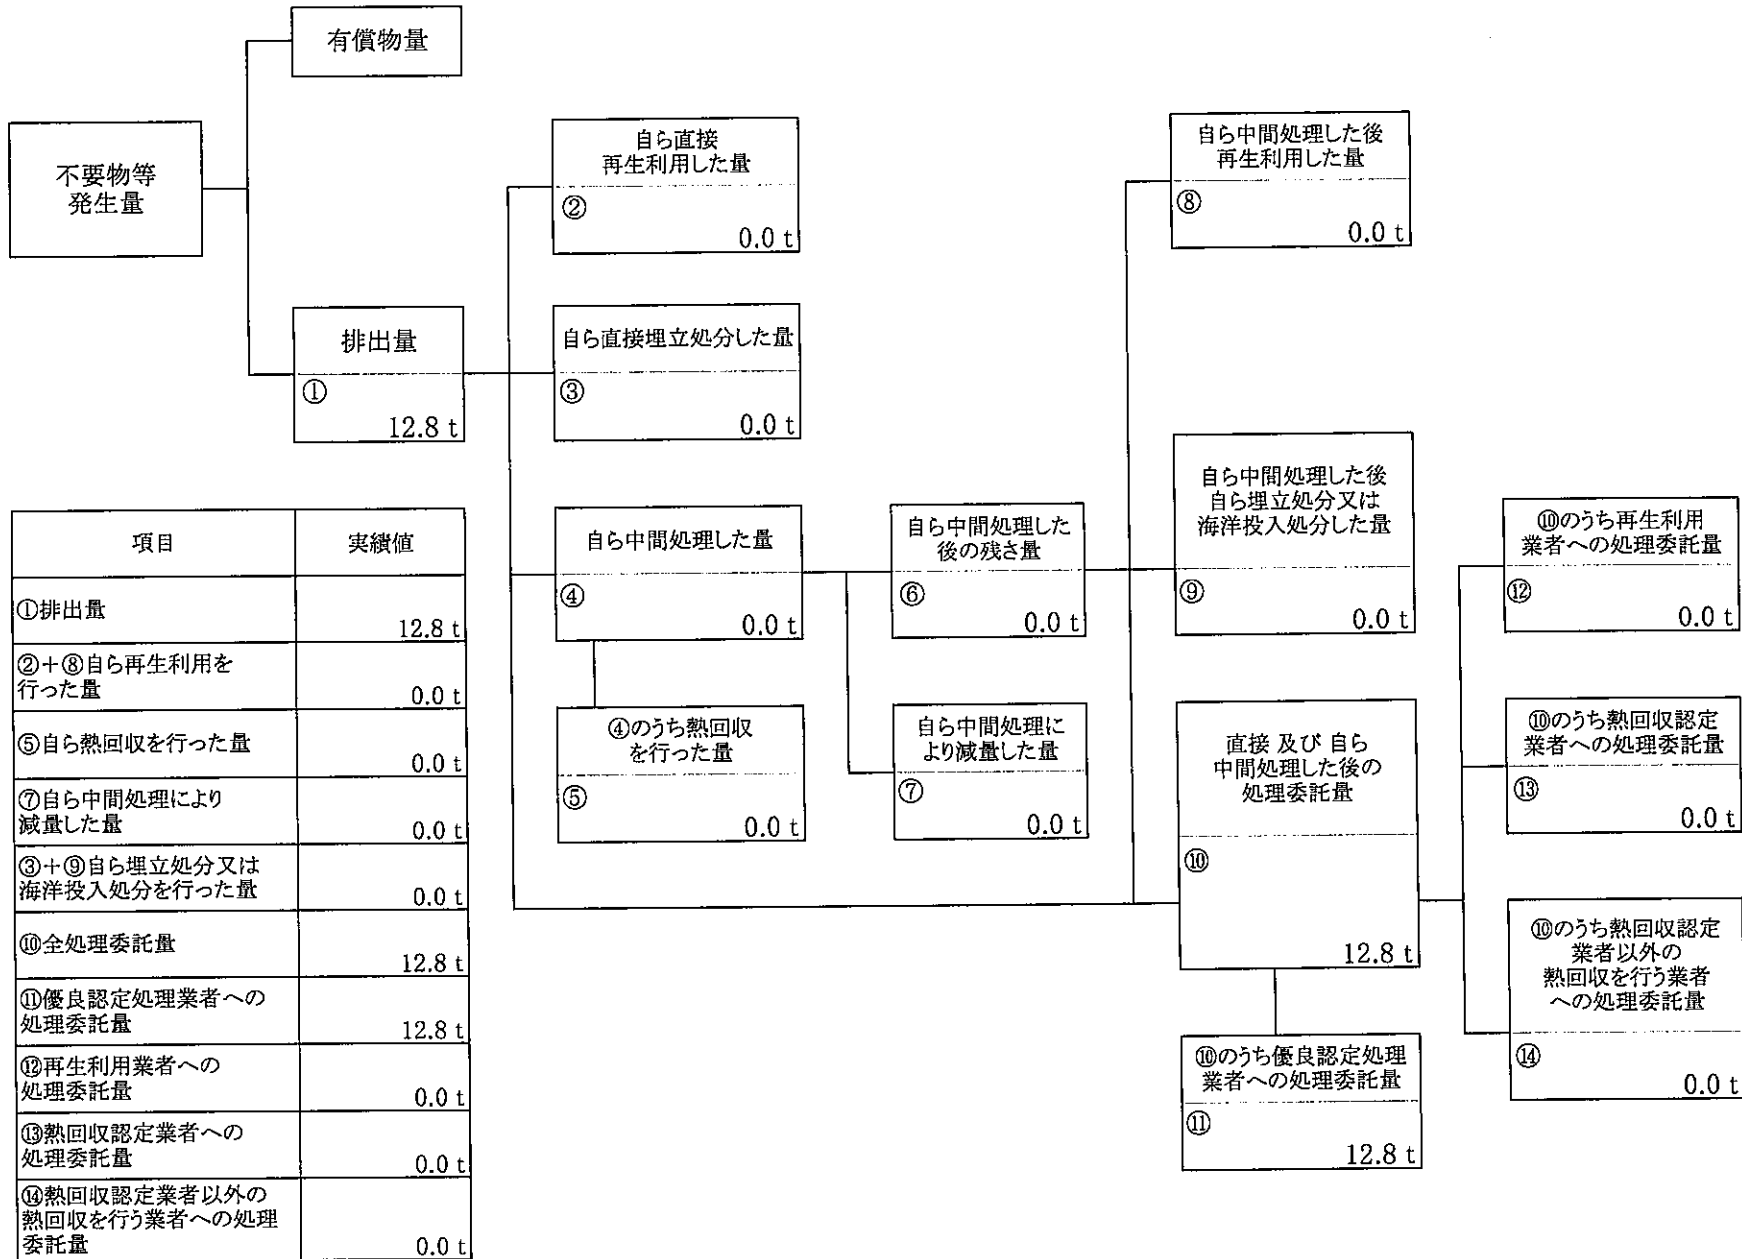 有償物量
不要物等
発生量
排出量
①
12.8 t
自ら直接
再生利用した量
②
0.0 t
自ら直接埋立処分した量
③
0.0 t
自ら中間処理した量
④
0.0 t
④のうち熱回収
を行った量
⑤
0.0 t
自ら中間処理した
後の残さ量
⑥
0.0 t
自ら中間処理に
より減量した量
⑦
0.0 t
自ら中間処理した後
再生利用した量
⑧
0.0 t
自ら中間処理した後
自ら埋立処分又は
海洋投入処分した量
⑨
0.0 t
直接 及び 自ら
中間処理した後の
処理委託量
⑩
12.8 t
⑩のうち優良認定処理
業者への処理委託量
⑪
12.8 t
⑩のうち再生利用
業者への処理委託量
⑫
0.0 t
⑩のうち熱回収認定
業者への処理委託量
⑬
0.0 t
⑩のうち熱回収認定
業者以外の
熱回収を行う業者
への処理委託量
⑭
0.0 t
項目 実績値
①排出量
12.8 t
②+⑧自ら再生利用を
行った量
0.0 t
⑤自ら熱回収を行った量
0.0 t
⑦自ら中間処理により
減量した量
0.0 t
③+⑨自ら埋立処分又は
海洋投入処分を行った量
0.0 t
⑩全処理委託量
12.8 t
⑪優良認定処理業者への
処理委託量
12.8 t
⑫再生利用業者への
処理委託量
0.0 t
⑬熱回収認定業者への
処理委託量
0.0 t
⑭熱回収認定業者以外の
熱回収を行う業者への処理
委託量
0.0 t